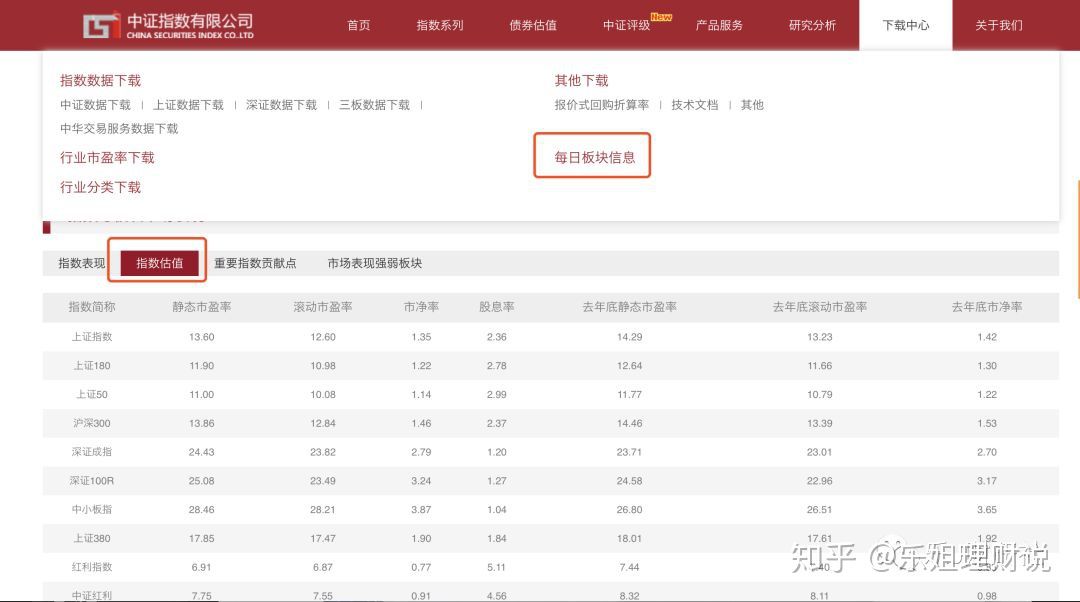 中证指数有限公司
CHINA SECURITIES INDEX CO.LTD
首页 指数系列 债券估值 中证评级 New 产品服务 研究分析 下载中心 关于我们
指数数据下载 其他下载
中证数据下载 | 上证数据下载 | 深证数据下载 | 三板数据下载 | 报价式回购折算率 | 技术文档 | 其他
中华交易服务数据下载
行业市盈率下载 每日板块信息
行业分类下载
指数表现 指数估值 重要指数贡献点 市场表现强弱板块
指数简称 静态市盈率 滚动市盈率 市净率 股息率 去年底静态市盈率 去年底滚动市盈率 去年底市净率
上证指数 13.60 12.60 1.35 2.36 14.29 13.23 1.42
上证180 11.90 10.98 1.22 2.78 12.64 11.66 1.30
上证50 11.00 10.08 1.14 2.99 11.77 10.79 1.22
沪深300 13.86 12.84 1.46 2.37 14.46 13.39 1.53
深证成指 24.43 23.82 2.79 1.20 23.71 23.01 2.70
深证100R 25.08 23.49 3.24 1.27 24.58 22.96 3.17
中小板指 28.46 28.21 3.87 1.04 26.80 26.51 3.65
上证380 17.85 17.47 1.90 1.84 18.01 17.61 1.92
红利指数 6.91 6.87 0.77 5.11 7.44
中证红利 7.75 7.55 0.91 4.56 8.32 8.11 0.98
知乎 @乐姐理财说